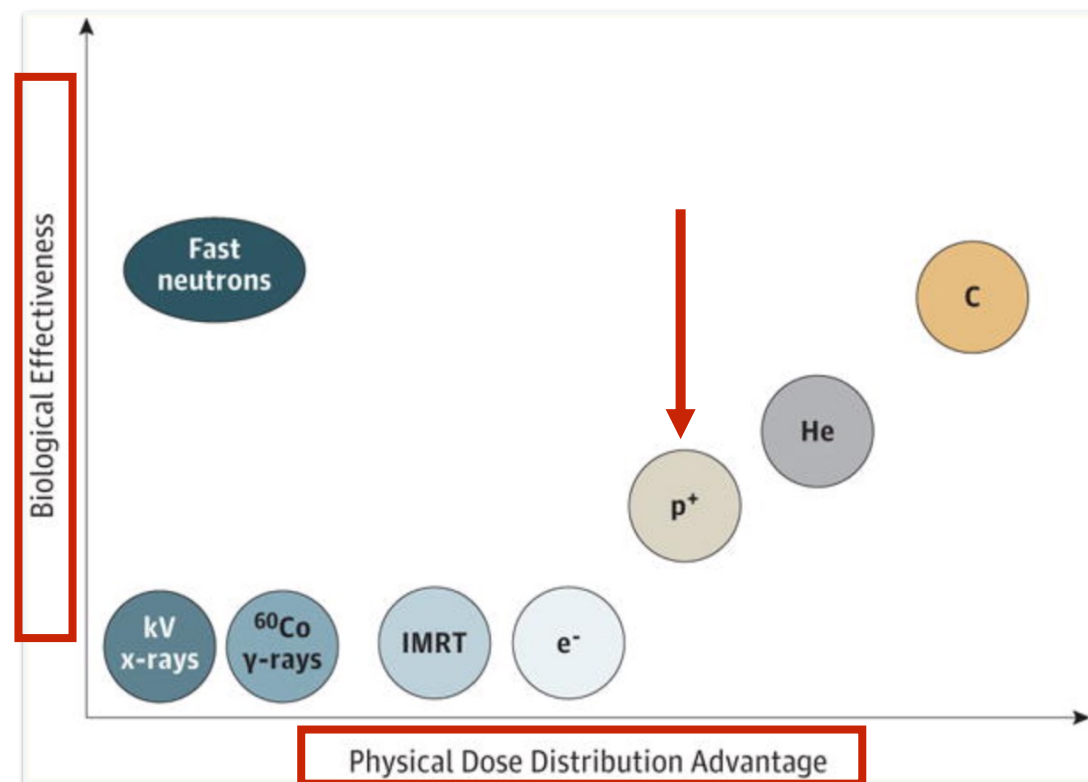 Biological Effectiveness
Fast
neutrons
C
He
p⁺
kV
x-rays
⁶⁰Co
γ-rays
IMRT
e⁻
Physical Dose Distribution Advantage